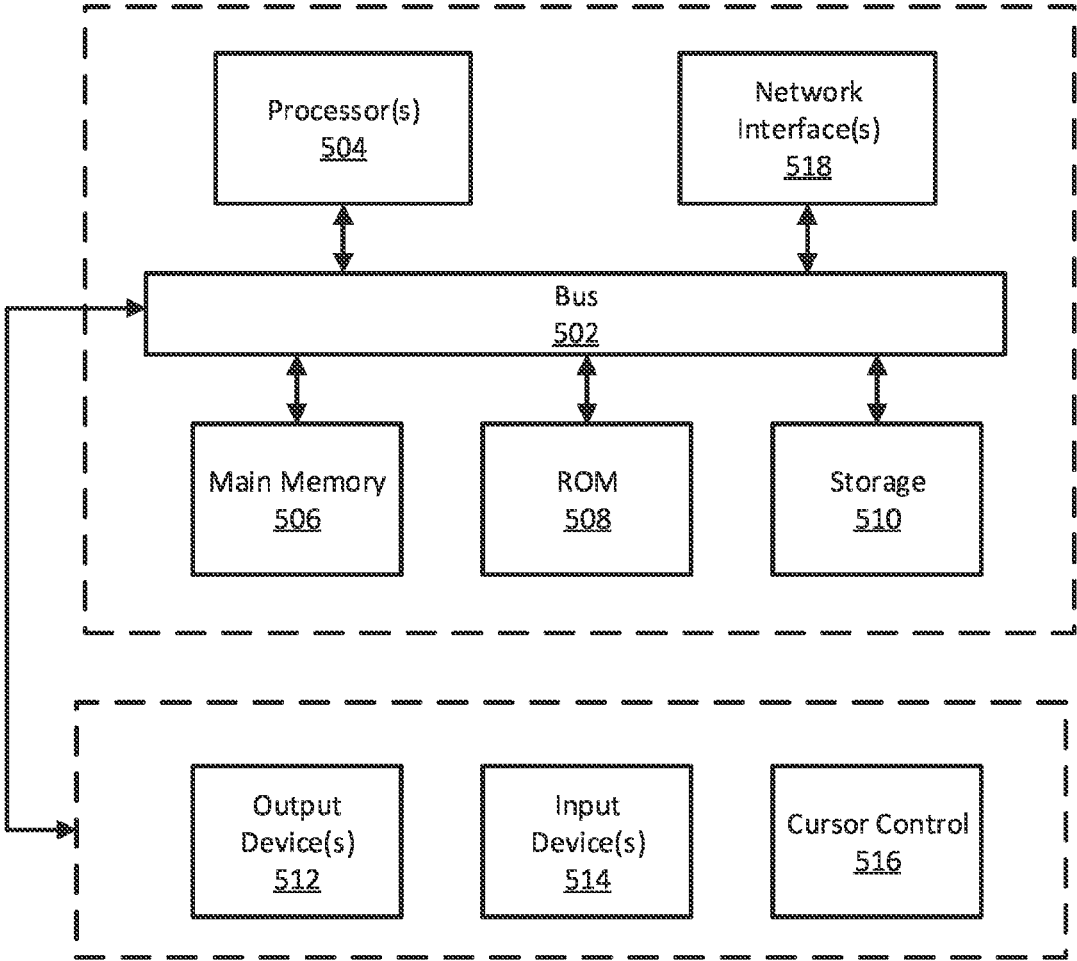 Processor(s)
504
Network
Interface(s)
518
Bus
502
Main Memory
506
ROM
508
Storage
510
Output
Device(s)
512
Input
Device(s)
514
Cursor Control
516